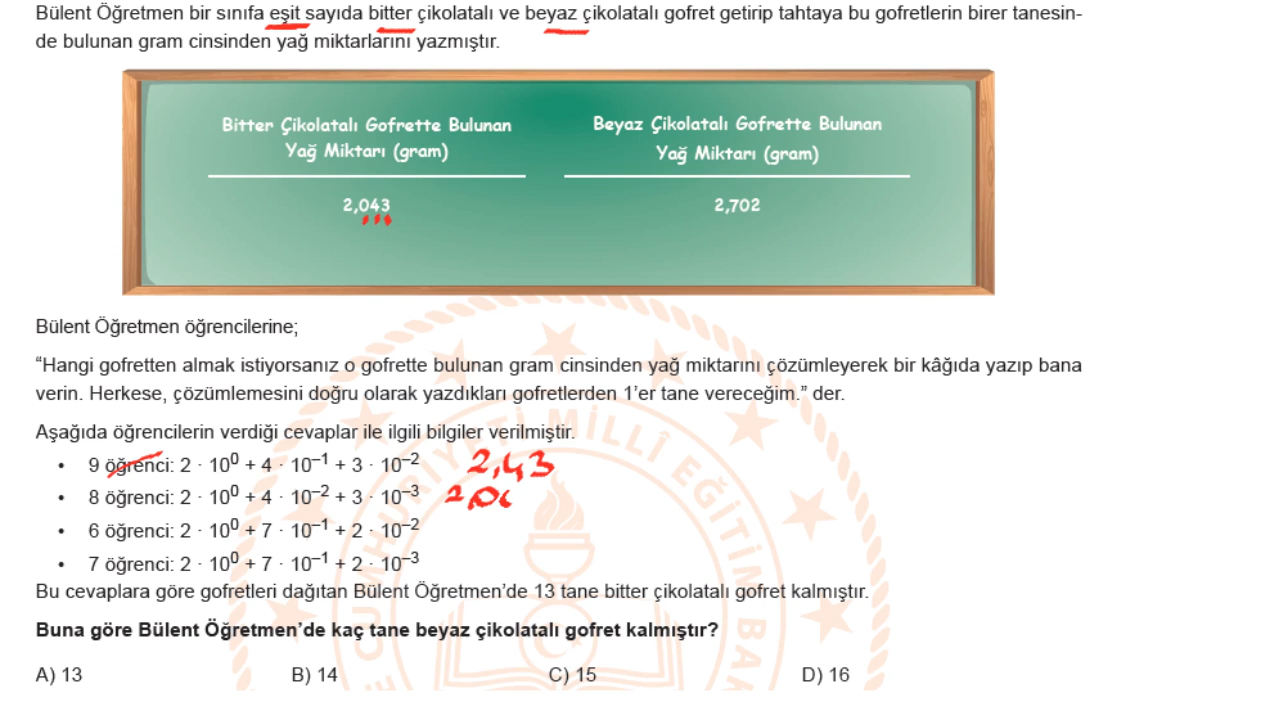 Bülent Öğretmen bir sınıfa eşit sayıda bitter çikolatalı ve beyaz çikolatalı gofret getirip tahtaya bu gofretlerin birer tanesin-
de bulunan gram cinsinden yağ miktarlarını yazmıştır.
Bitter Çikolatalı Gofrette Bulunan
Yağ Miktarı (gram)
2,043
Beyaz Çikolatalı Gofrette Bulunan
Yağ Miktarı (gram)
2,702
Bülent Öğretmen öğrencilerine;
“Hangi gofretten almak istiyorsanız o gofrette bulunan gram cinsinden yağ miktarını çözümleyerek bir kâğıda yazıp bana
verin. Herkese, çözümlemesini doğru olarak yazdıkları gofretlerden 1’er tane vereceğim.” der.
Aşağıda öğrencilerin verdiği cevaplar ile ilgili bilgiler verilmiştir.
• 9 öğrenci: 2 · 10⁰ + 4 · 10⁻¹ + 3 · 10⁻² 2,43
• 8 öğrenci: 2 · 10⁰ + 4 · 10⁻² + 3 · 10⁻³ 2,0
• 6 öğrenci: 2 · 10⁰ + 7 · 10⁻¹ + 2 · 10⁻²
• 7 öğrenci: 2 · 10⁰ + 7 · 10⁻¹ + 2 · 10⁻³
Bu cevaplara göre gofretleri dağıtan Bülent Öğretmen’de 13 tane bitter çikolatalı gofret kalmıştır.
Buna göre Bülent Öğretmen’de kaç tane beyaz çikolatalı gofret kalmıştır?
A) 13 B) 14 C) 15 D) 16